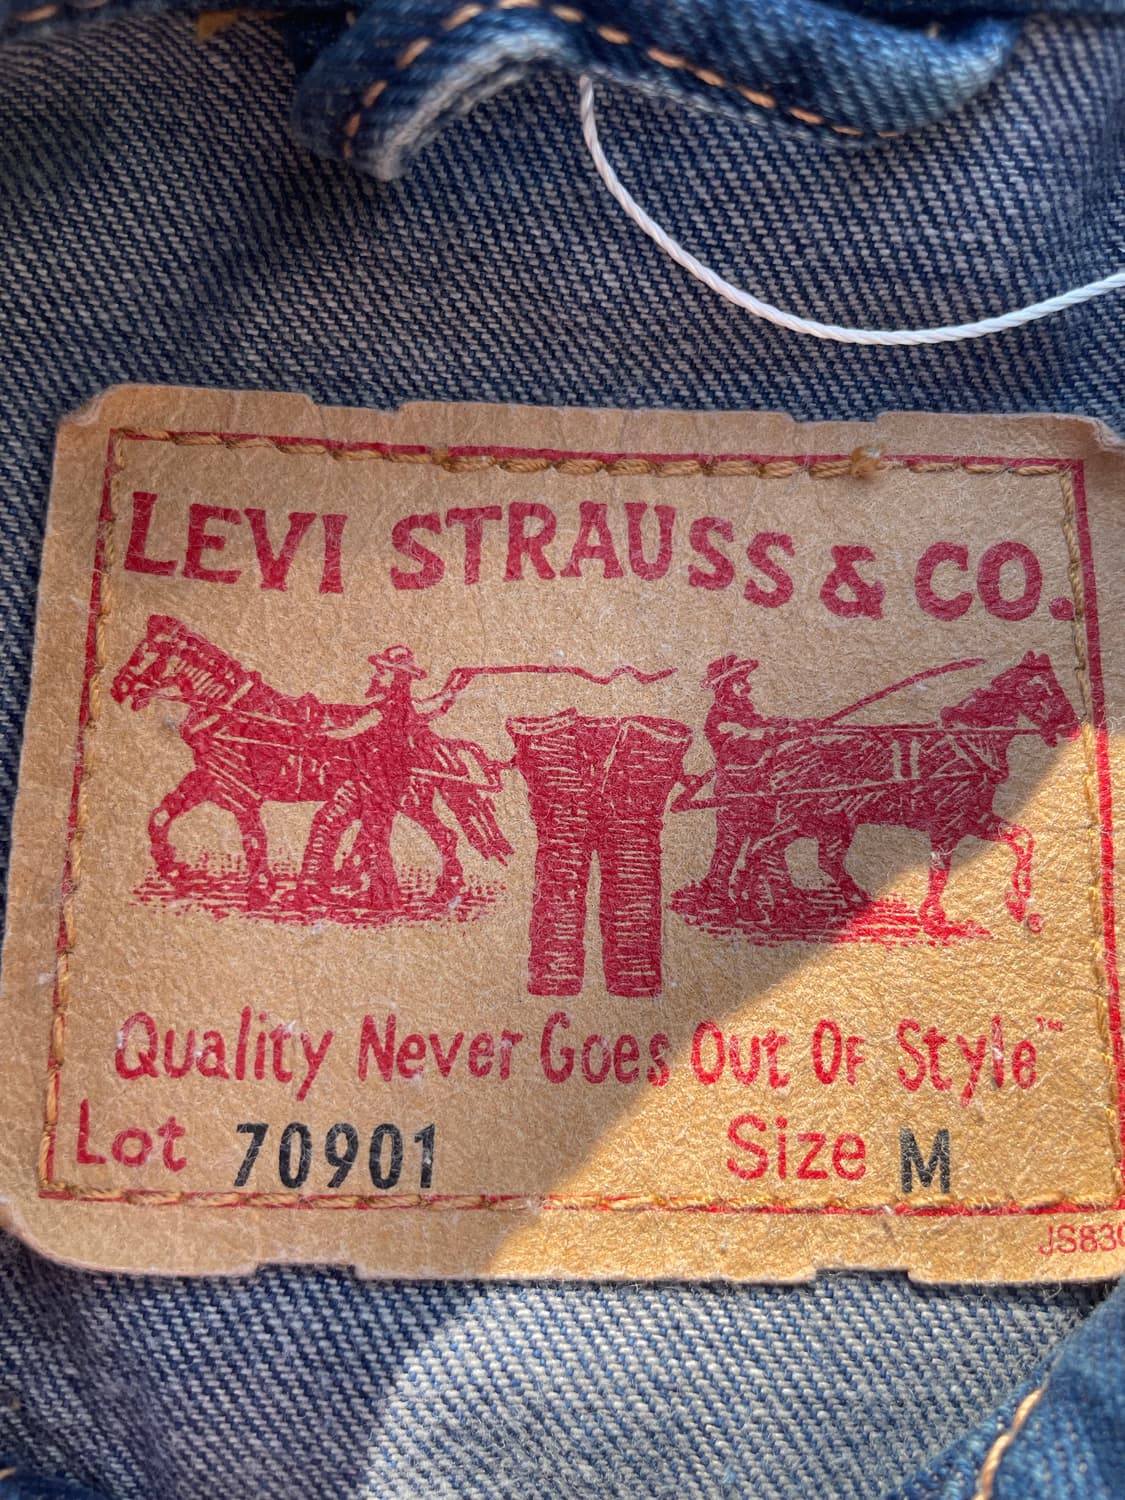 LEVI STRAUSS & CO.
Quality Never Goes Out Of Style™
Lot 70901 Size M